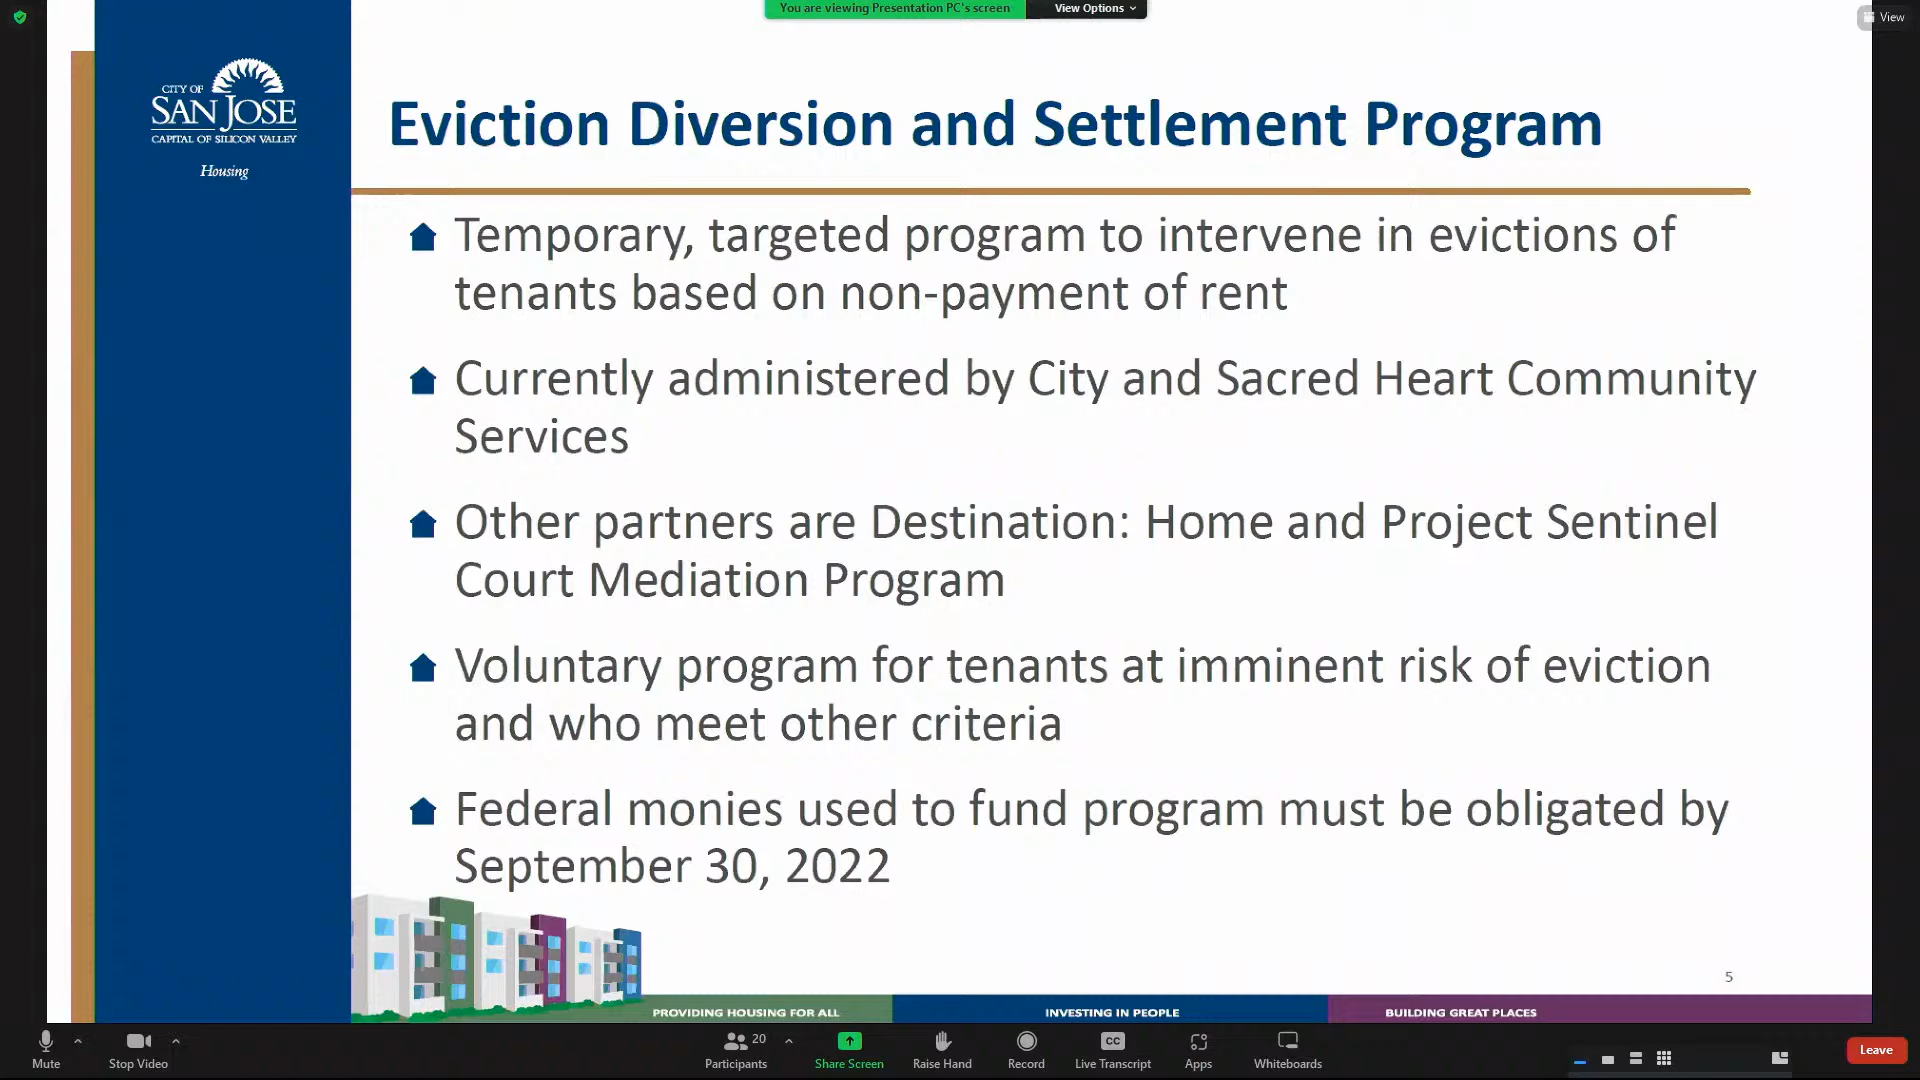 You are viewing Presentation PC's screen
View Options
View
CITY OF
SAN JOSE
CAPITAL OF SILICON VALLEY
Housing
Eviction Diversion and Settlement Program
Temporary, targeted program to intervene in evictions of
tenants based on non-payment of rent
Currently administered by City and Sacred Heart Community
Services
Other partners are Destination: Home and Project Sentinel
Court Mediation Program
Voluntary program for tenants at imminent risk of eviction
and who meet other criteria
Federal monies used to fund program must be obligated by
September 30, 2022
5
PROVIDING HOUSING FOR ALL
INVESTING IN PEOPLE
BUILDING GREAT PLACES
Mute
Stop Video
20
Participants
Share Screen
Raise Hand
Record
CC
Live Transcript
Apps
Whiteboards
Leave